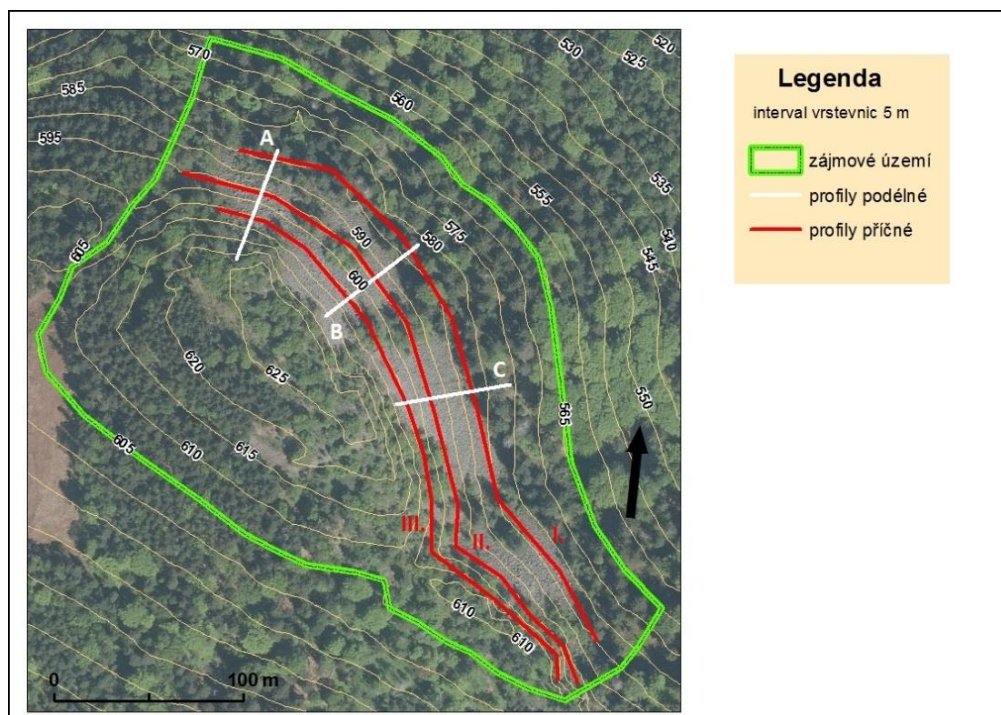 520
530
525
570
560
585
595
535
A
555
540
605
590
580
575
545
600
B
620
625
C
550
565
605
610
615
III.
II.
I.
610
610
0
100 m
Legenda
interval vrstevnic 5 m
zájmové území
profily podélné
profily příčné